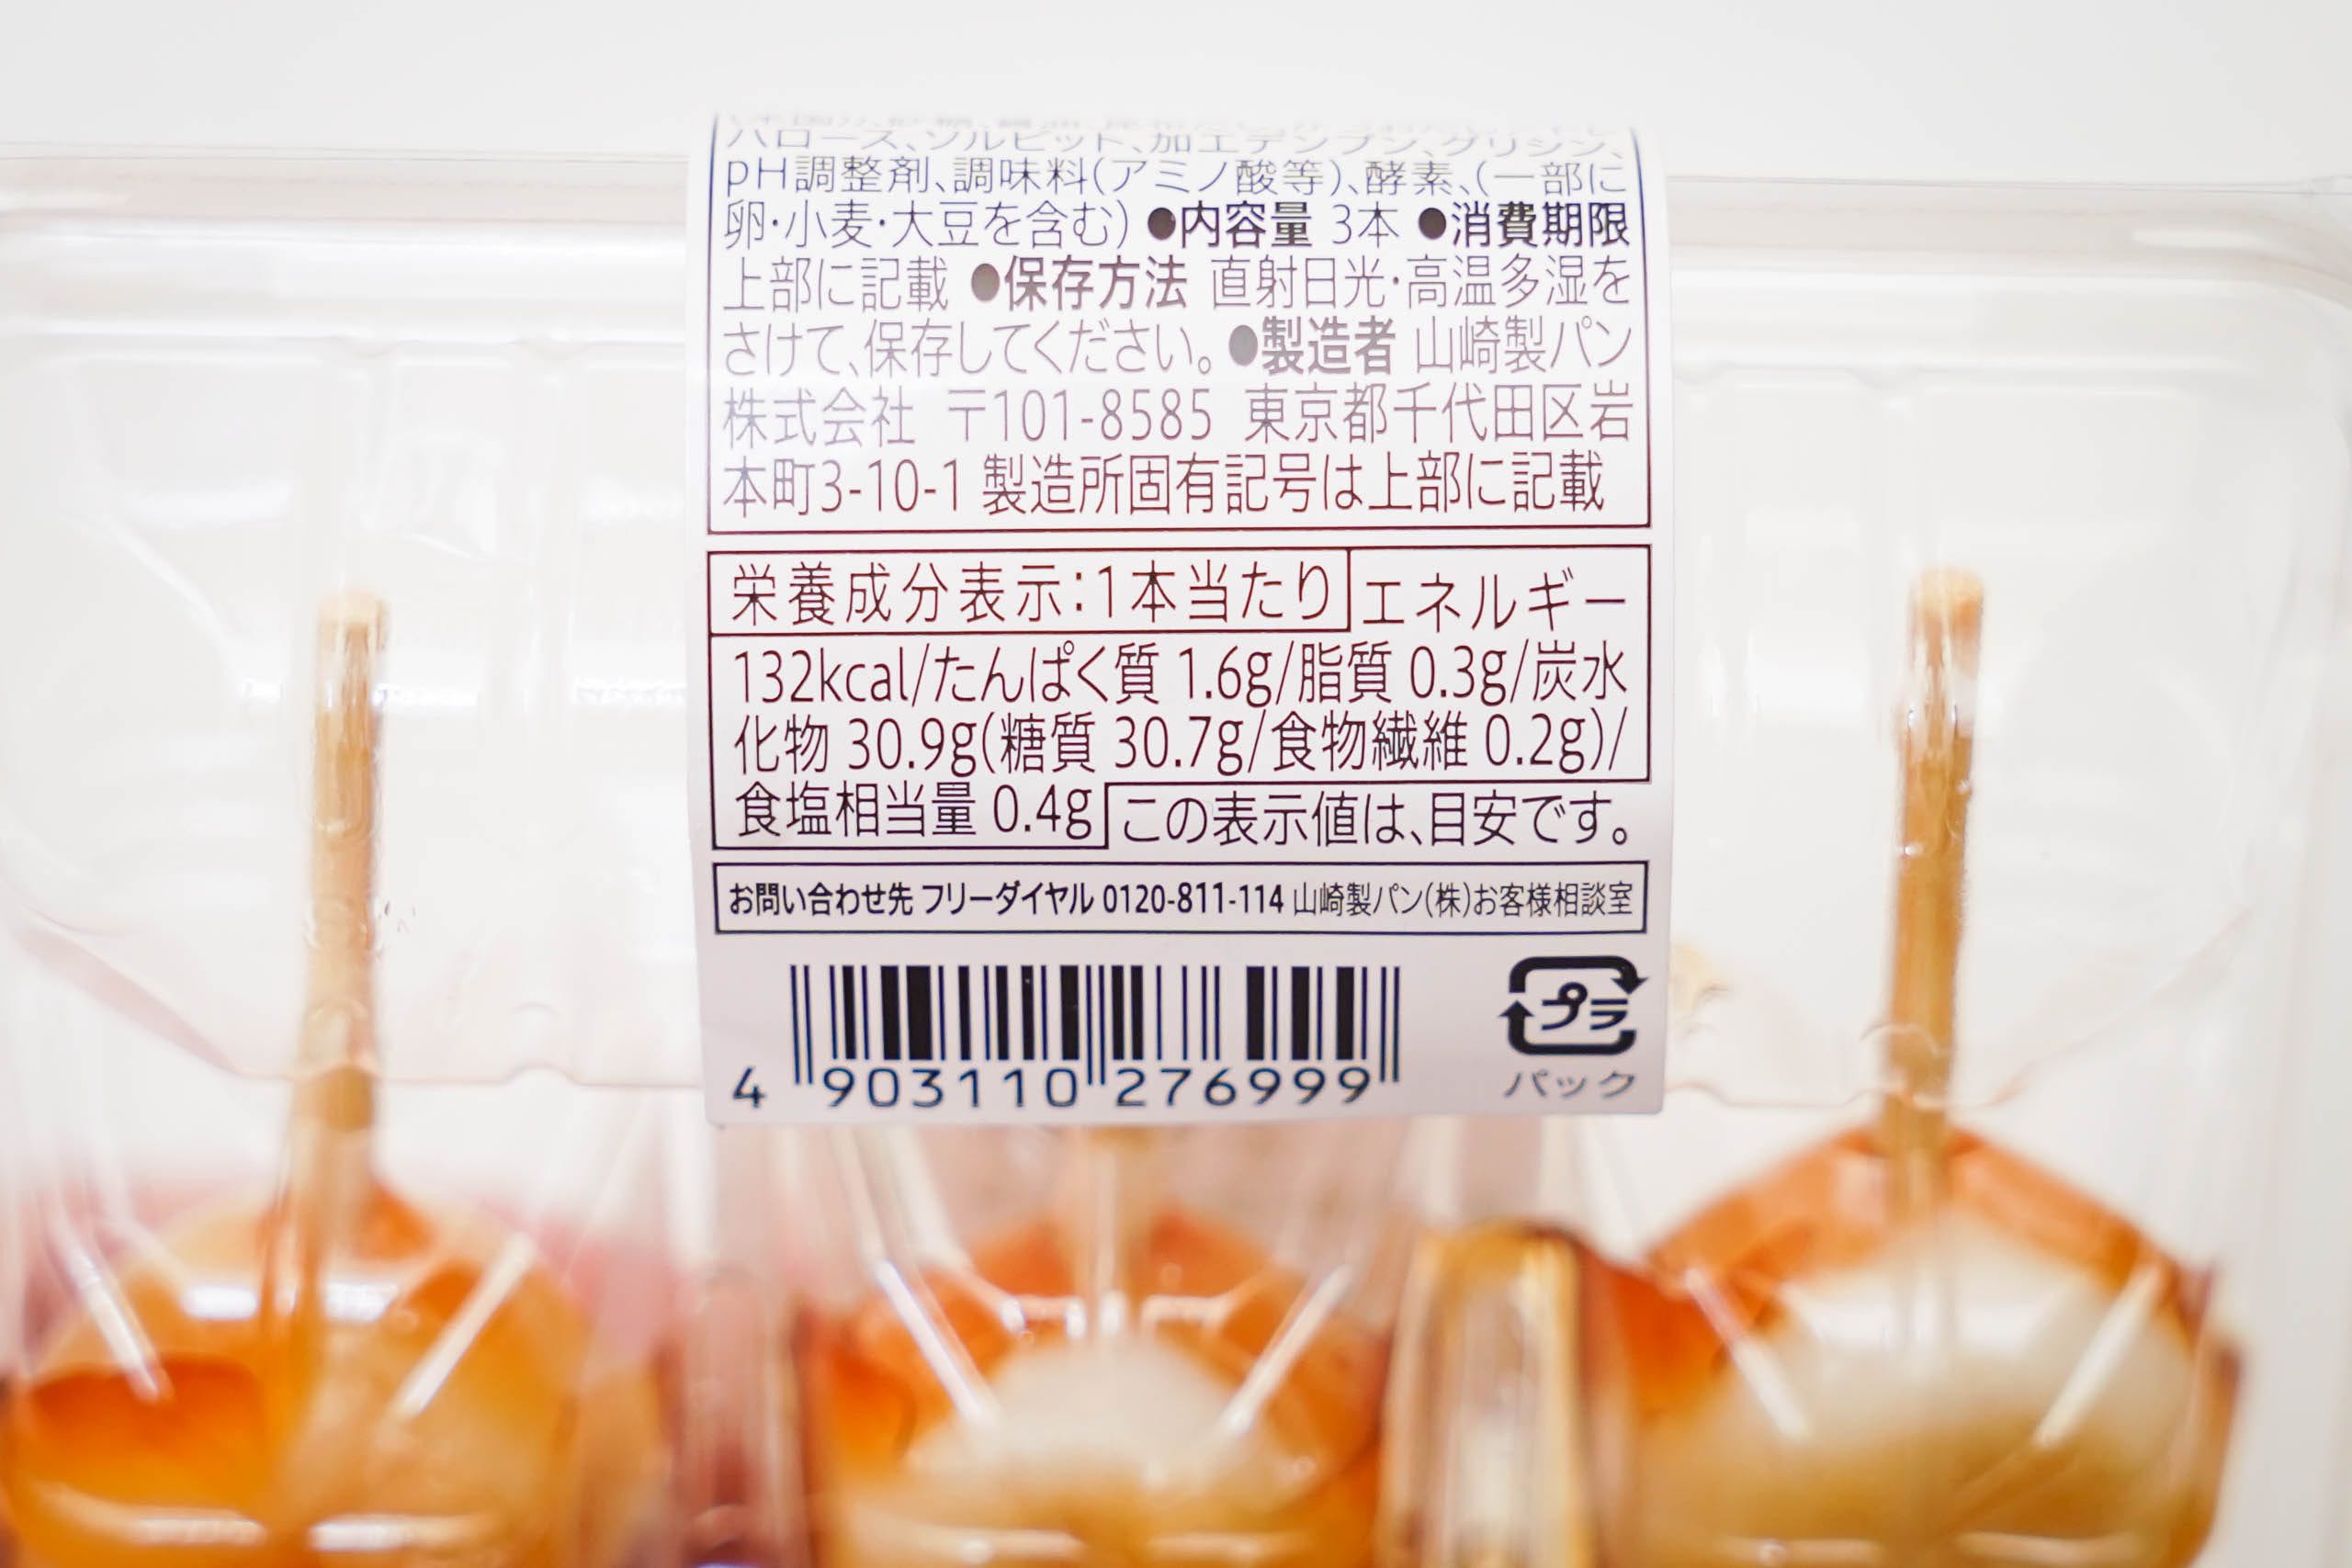 ハロース、ソルビット、加工デンプン、グリシン、
pH調整剤、調味料(アミノ酸等)、酵素、(一部に
卵・小麦・大豆を含む) ●内容量 3本 ●消費期限
上部に記載 ●保存方法 直射日光・高温多湿を
さけて、保存してください。 ●製造者 山崎製パン
株式会社 〒101-8585 東京都千代田区岩
本町3-10-1 製造所固有記号は上部に記載
栄養成分表示：1本当たり エネルギー
132kcal/たんぱく質 1.6g/脂質 0.3g/炭水
化物 30.9g(糖質 30.7g/食物繊維 0.2g)/
食塩相当量 0.4g この表示値は、目安です。
お問い合わせ先 フリーダイヤル 0120-811-114 山崎製パン(株)お客様相談室
プラ
パック
4 903110 276999